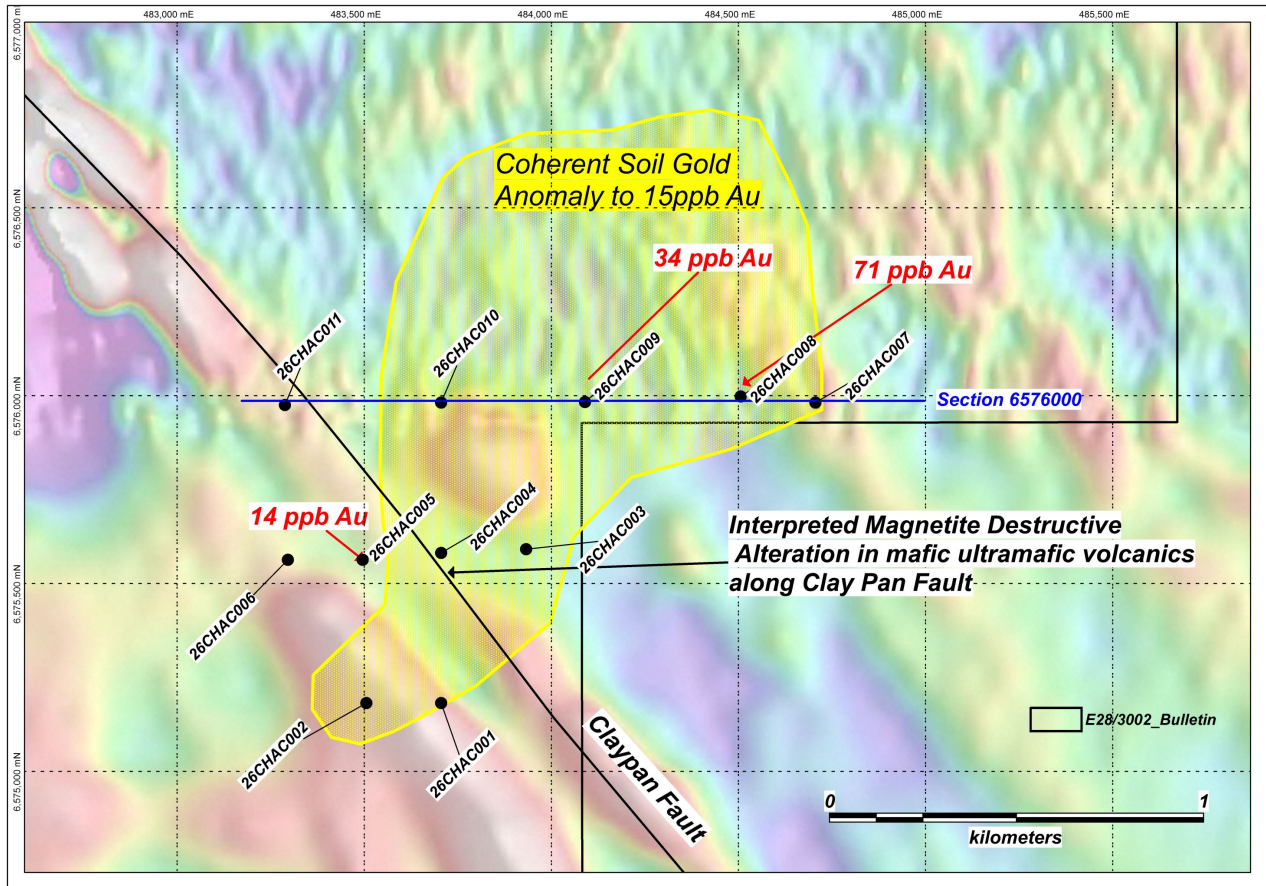 483,000 mE
483,500 mE
484,000 mE
484,500 mE
485,000 mE
485,500 mE
6,577,000 m
Coherent Soil Gold
Anomaly to 15ppb Au
6,576,500 mN
34 ppb Au
71 ppb Au
26CHAC011
26CHAC010
26CHAC009
26CHAC008
26CHAC007
6,576,000 mN
Section 6576000
14 ppb Au
26CHAC005
26CHAC004
26CHAC003
Interpreted Magnetite Destructive
Alteration in mafic ultramafic volcanics
along Clay Pan Fault
6,575,500 mN
26CHAC006
26CHAC002
26CHAC001
E28/3002_Bulletin
6,575,000 mN
Claypan Fault
0
1
kilometers